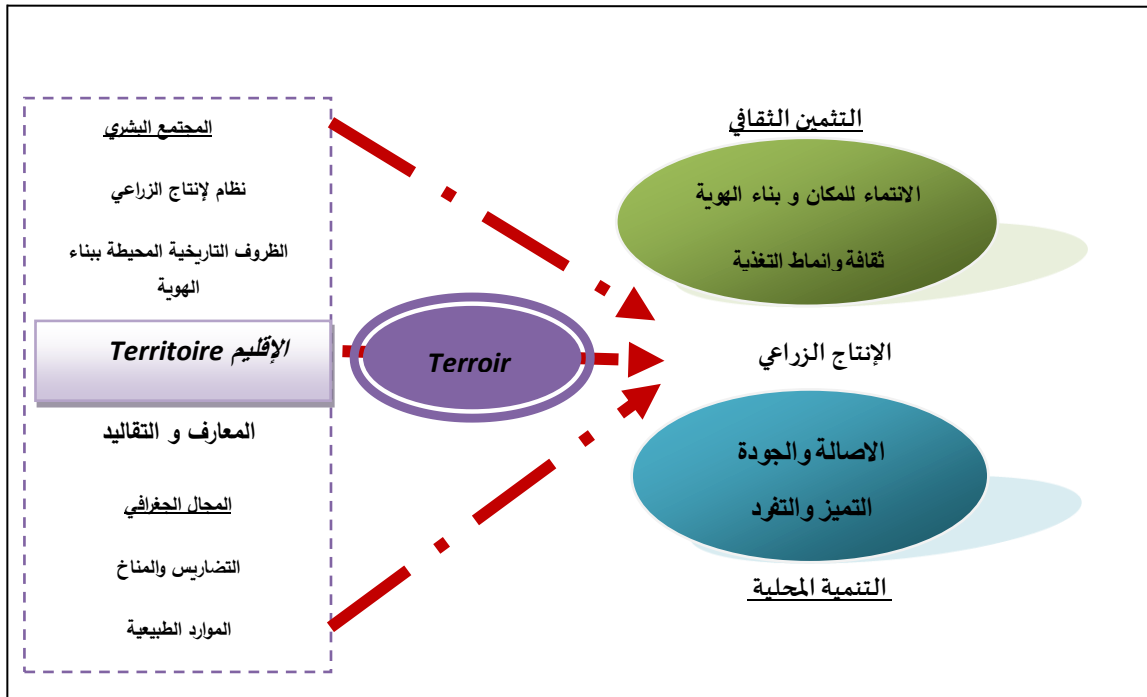 المجتمع البشري
نظام لإنتاج الزراعي
الظروف التاريخية المحيطة ببناء
الهوية
الإقليم Territoire
المعارف و التقاليد
المجال الجغرافي
التضاريس والمناخ
الموارد الطبيعية
Terroir
التثمين الثقافي
الانتماء للمكان و بناء الهوية
ثقافة وانماط التغذية
الإنتاج الزراعي
الاصالة والجودة
التميز والتفرد
التنمية المحلية